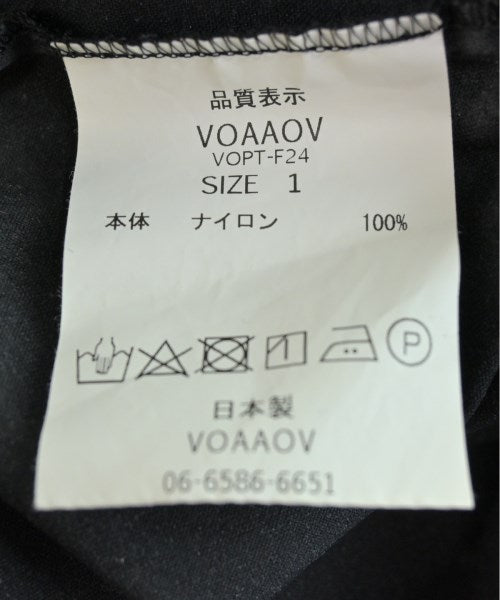 品質表示
VOAAOV
VOPT-F24
SIZE 1
本体 ナイロン 100%
P
日本製
VOAAOV
06-6586-6651